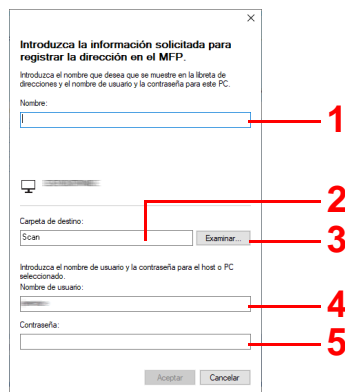 Introduzca la información solicitada para
registrar la dirección en el MFP.
Introduzca el nombre que desea que se muestre en la libreta de
direcciones y el nombre de usuario y la contraseña para este PC.
Nombre:
1
2
Carpeta de destino:
Scan
Examinar...
3
Introduzca el nombre de usuario y la contraseña para el host o PC
seleccionado.
Nombre de usuario:
4
Contraseña:
5
Aceptar
Cancelar